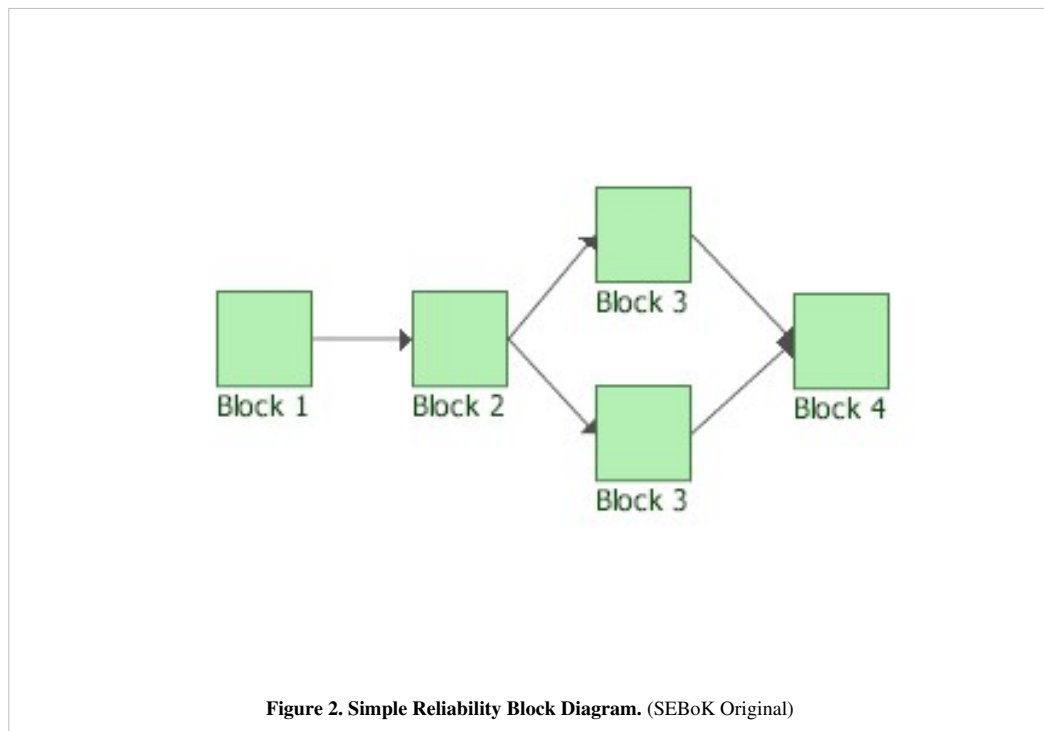 Block 3
Block 1
Block 2
Block 4
Block 3
Figure 2. Simple Reliability Block Diagram. (SEBoK Original)